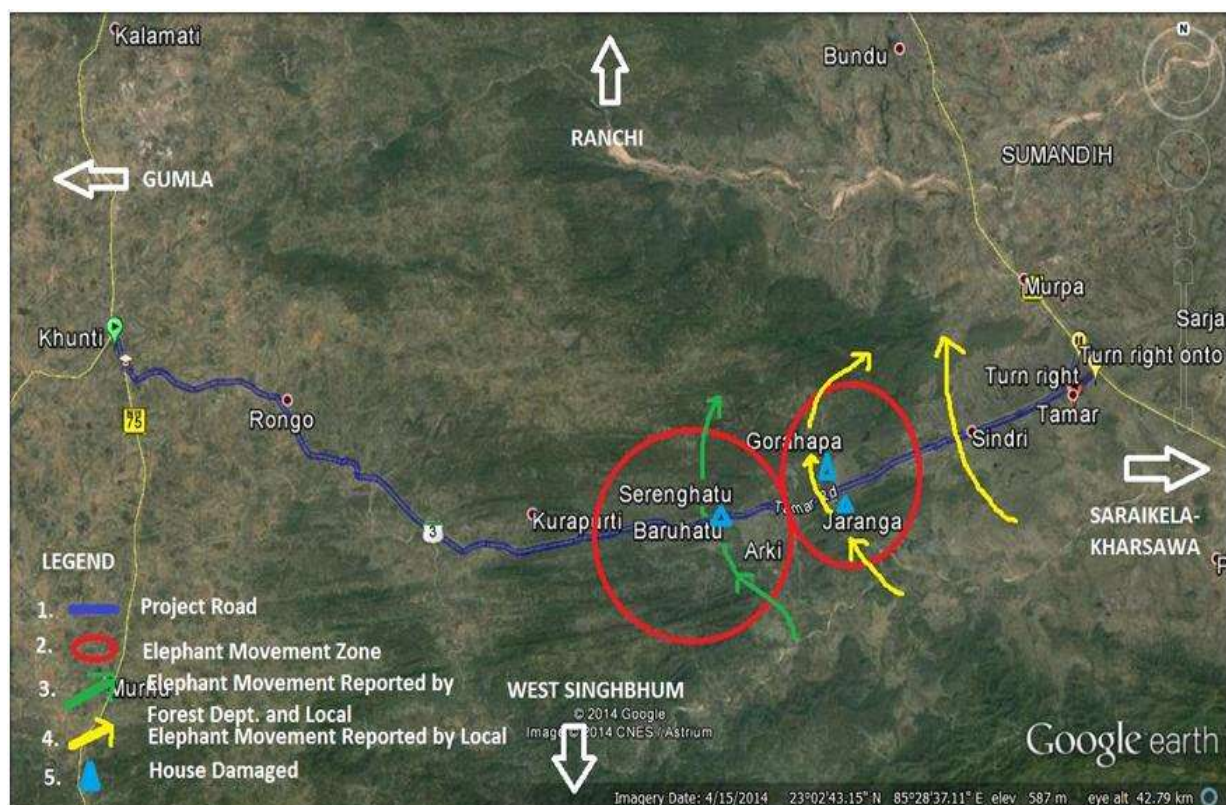 Kalamati
Bundu
N
RANCHI
SUMANDIH
GUMLA
Murpa
Sarja
Khunti
Turn right onto
Turn right
Tamar
75
Rongo
Sindri
Gorahapa
Serenghatu
Tamar Rd
SARAIKELA-
KHARSAWA
3
Kurapurti
Baruhatu
Jaranga
Arki
LEGEND
1. Project Road
2. Elephant Movement Zone
3. Elephant Movement Reported by
Forest Dept. and Local
Murhu
4. Elephant Movement Reported by Local
5. House Damaged
WEST SINGHBHUM
© 2014 Google
Image © 2014 CNES / Astrium
Google earth
Imagery Date: 4/15/2014 23°02'43.15" N 85°28'37.11" E elev 587 m eye alt 42.79 km